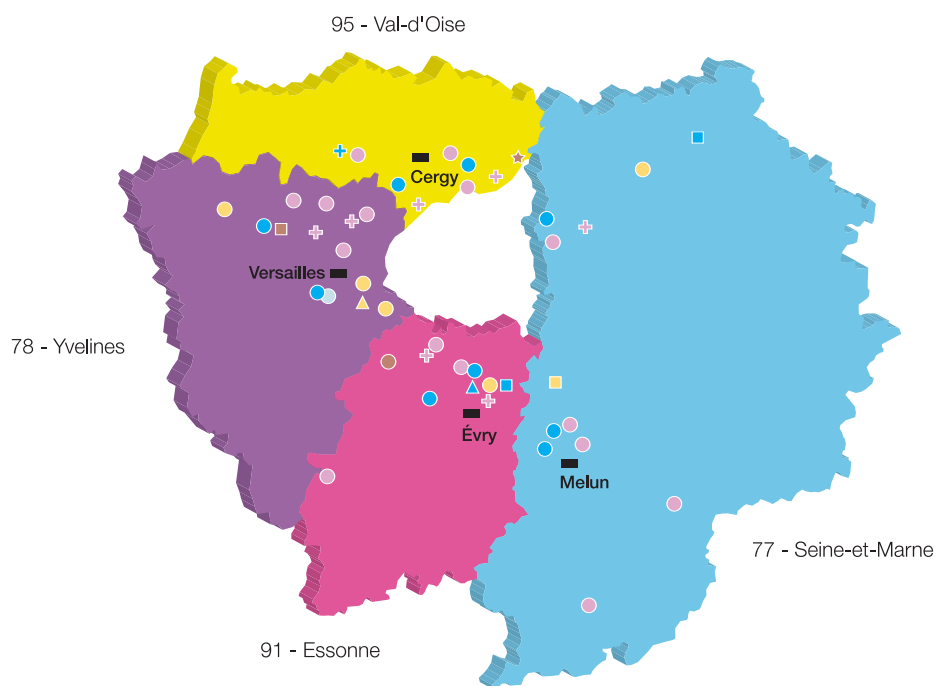 95 - Val-d'Oise
Cergy
Versailles
78 - Yvelines
Évry
Melun
77 - Seine-et-Marne
91 - Essonne